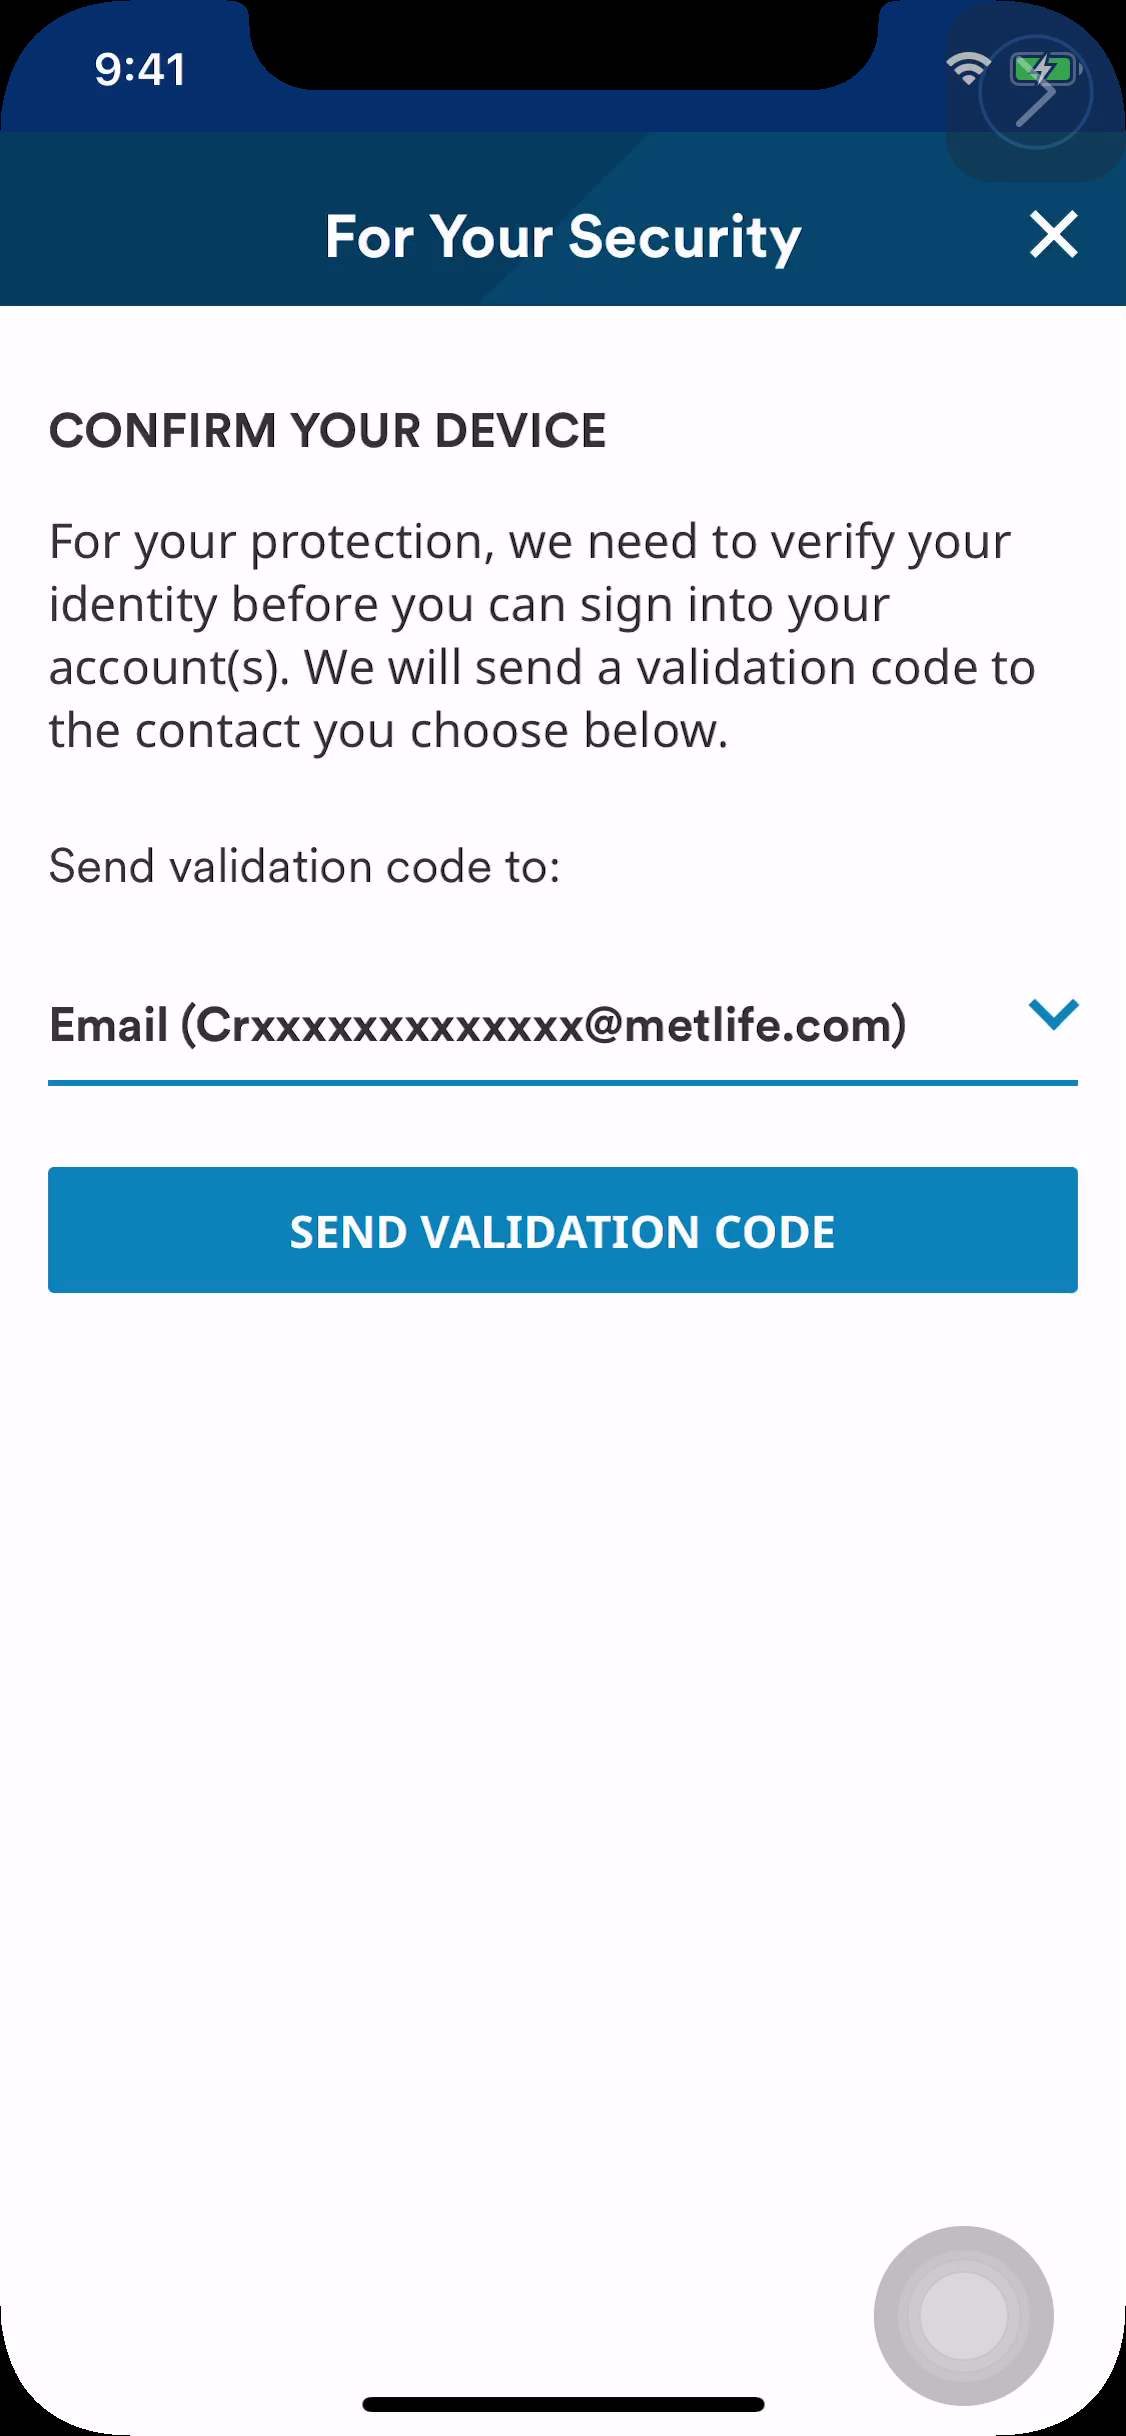 9:41
For Your Security
CONFIRM YOUR DEVICE
For your protection, we need to verify your
identity before you can sign into your
account(s). We will send a validation code to
the contact you choose below.
Send validation code to:
Email (Crxxxxxxxxxxxxx@metlife.com)
SEND VALIDATION CODE